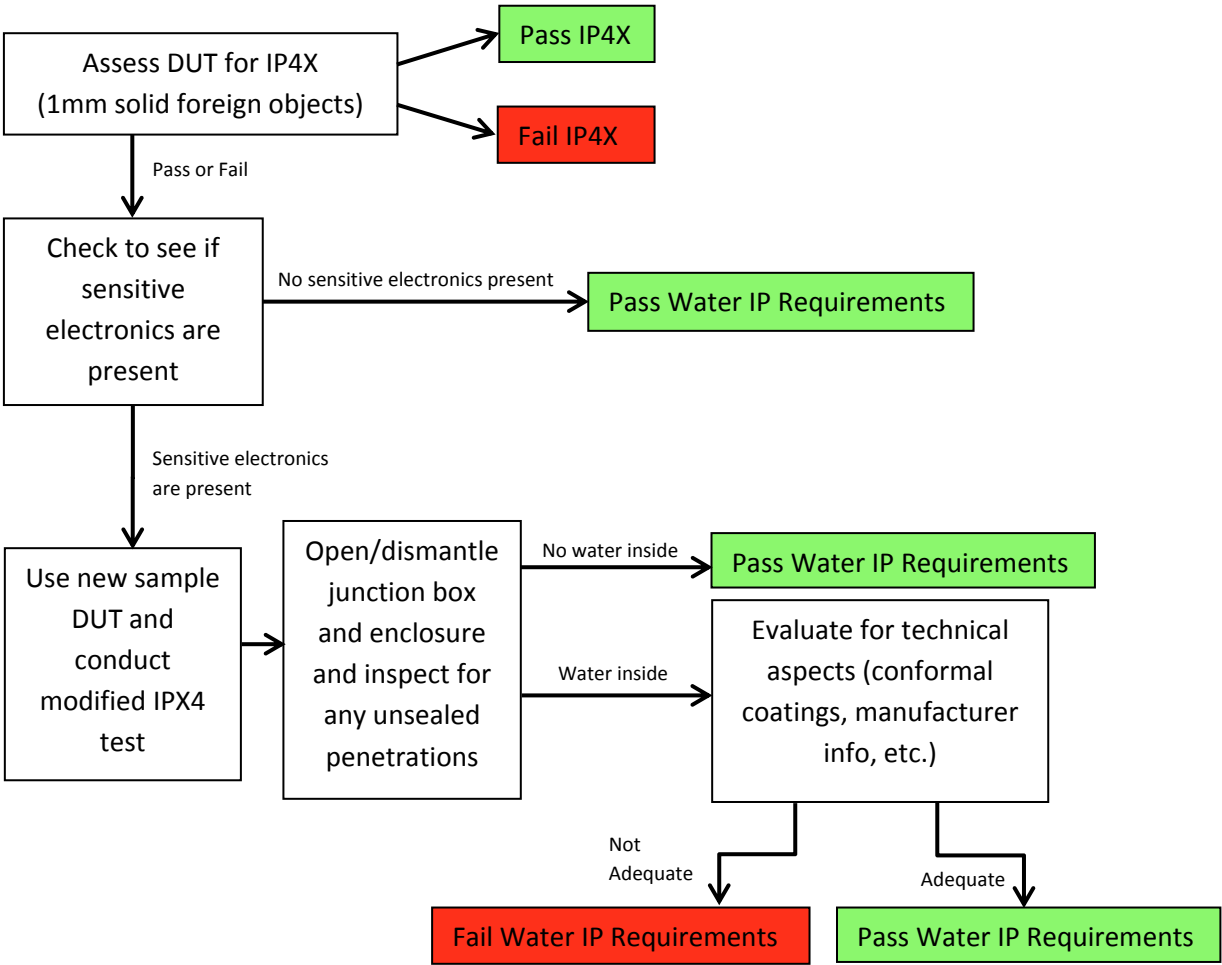 Assess DUT for IP4X
(1mm solid foreign objects)
Pass IP4X
Fail IP4X
Pass or Fail
Check to see if
sensitive
electronics are
present
No sensitive electronics present
Pass Water IP Requirements
Sensitive electronics
are present
Use new sample
DUT and
conduct
modified IPX4
test
Open/dismantle
junction box
and enclosure
and inspect for
any unsealed
penetrations
No water inside
Pass Water IP Requirements
Water inside
Evaluate for technical
aspects (conformal
coatings, manufacturer
info, etc.)
Not
Adequate
Fail Water IP Requirements
Adequate
Pass Water IP Requirements